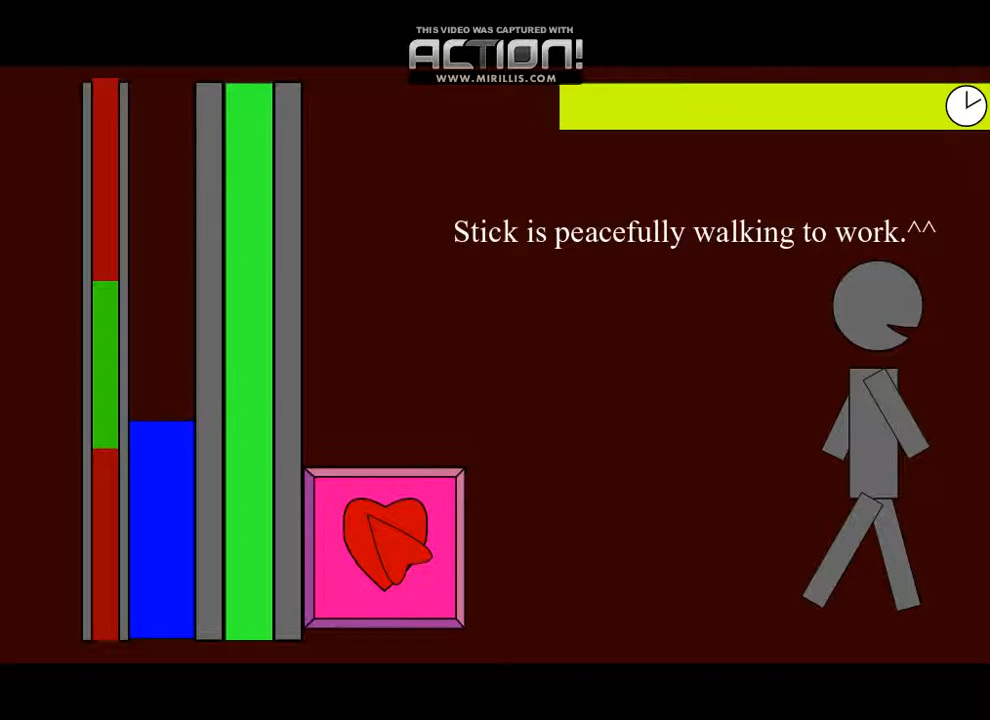 THIS VIDEO WAS CAPTURED WITH
ACTION!
WWW.MIRILLIS.COM
Stick is peacefully walking to work.^^